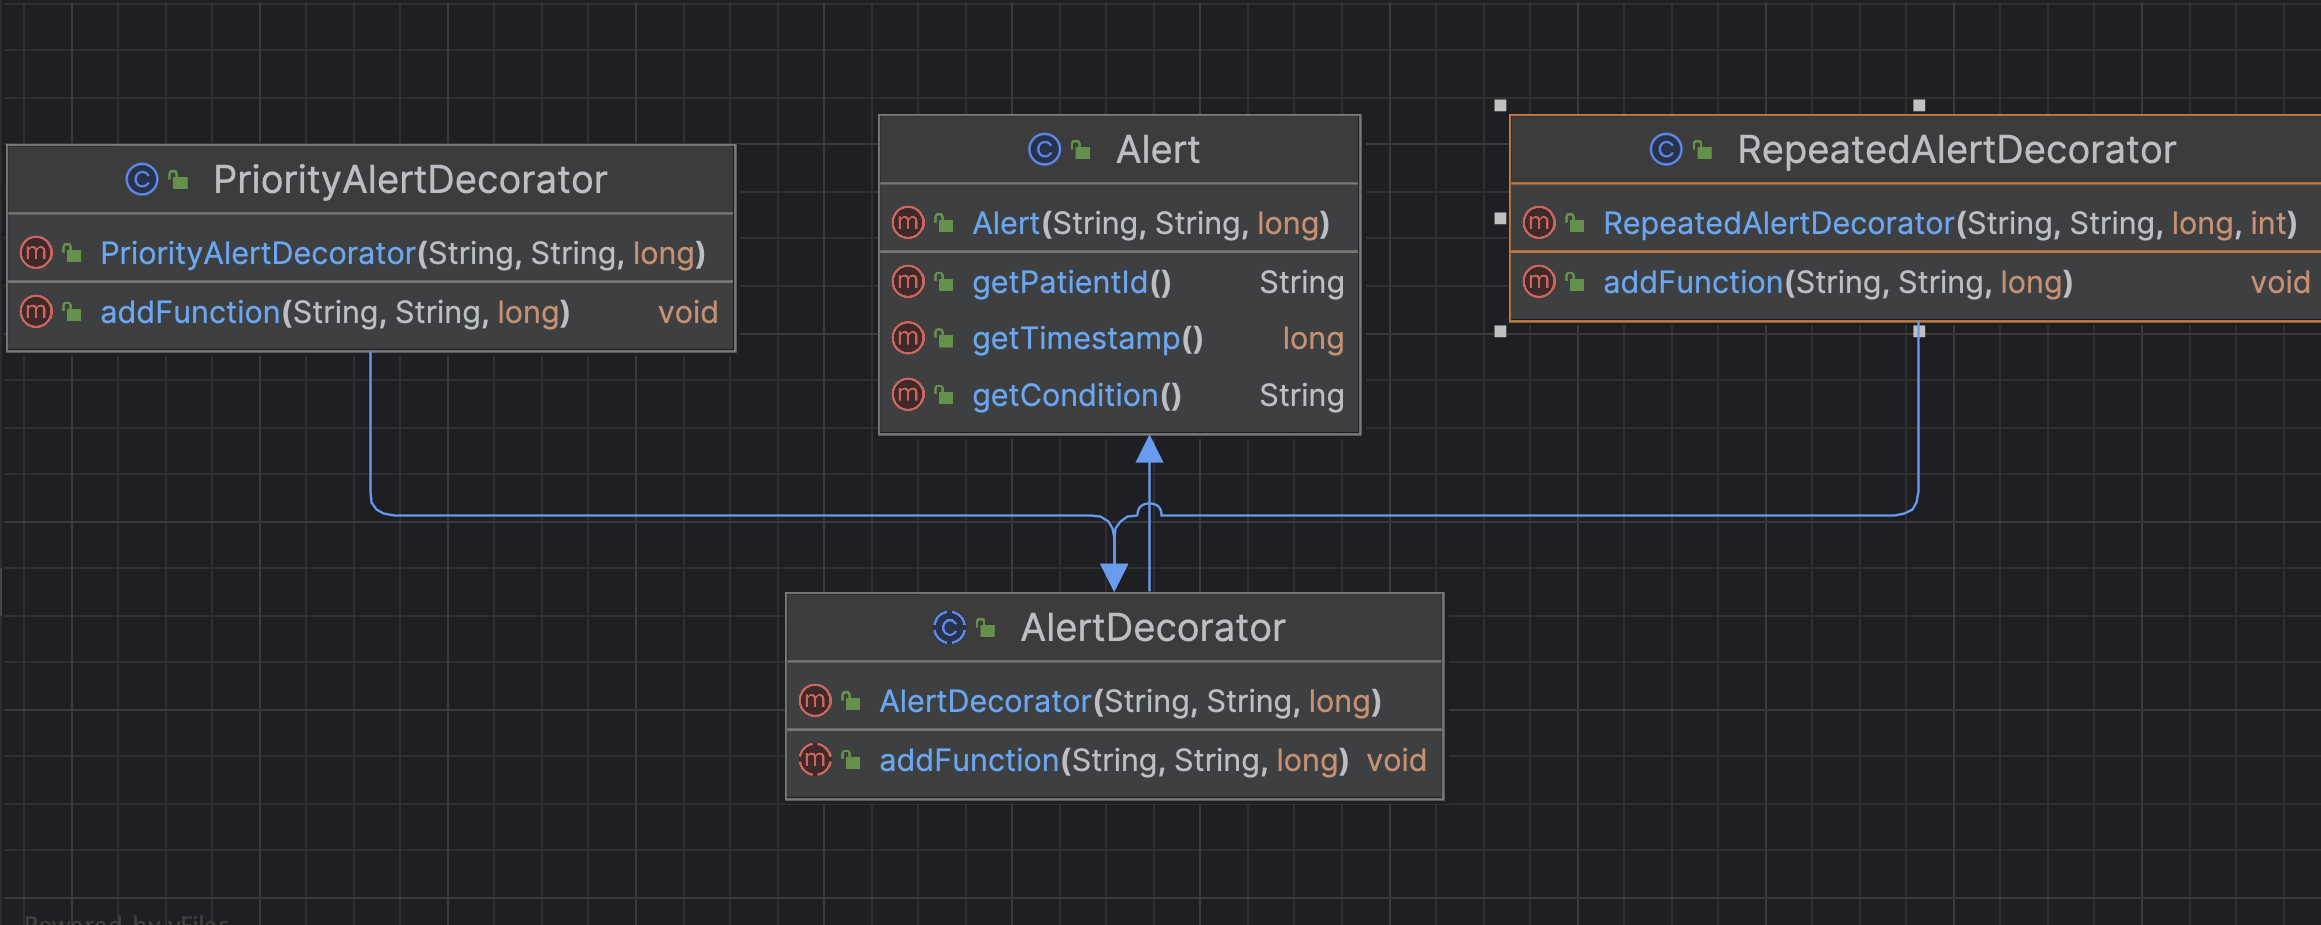 PriorityAlertDecorator
PriorityAlertDecorator(String, String, long)
addFunction(String, String, long) void
Alert
Alert(String, String, long)
getPatientId() String
getTimestamp() long
getCondition() String
RepeatedAlertDecorator
RepeatedAlertDecorator(String, String, long, int)
addFunction(String, String, long) void
AlertDecorator
AlertDecorator(String, String, long)
addFunction(String, String, long) void
Powered by yFiles